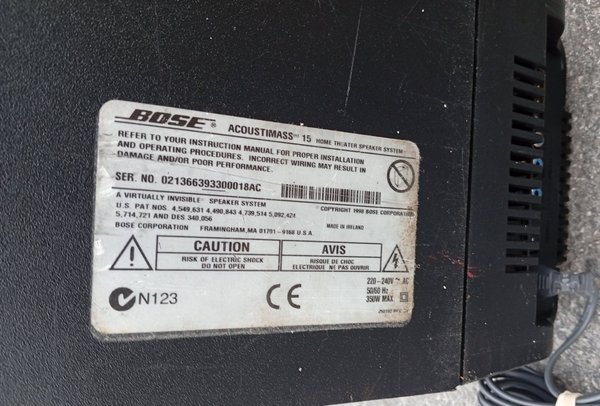 BOSE® ACOUSTIMASS® 15 HOME THEATER SPEAKER SYSTEM
REFER TO YOUR INSTRUCTION MANUAL FOR PROPER INSTALLATION
AND OPERATING PROCEDURES. INCORRECT WIRING MAY RESULT IN
DAMAGE AND/OR POOR PERFORMANCE.
SER. NO. 021366393300018AC
A VIRTUALLY INVISIBLE® SPEAKER SYSTEM COPYRIGHT 1998 BOSE CORPORATION
U.S. PAT. NOS. 4,549,631 4,490,843 4,739,514 5,092,424
5,714,721 AND DES 340,056 MADE IN IRELAND
BOSE CORPORATION FRAMINGHAM, MA 01701-9168 U.S.A.
CAUTION
RISK OF ELECTRIC SHOCK
DO NOT OPEN
AVIS
RISQUE DE CHOC
ELECTRIQUE NE PAS OUVRIR
N123
CE
220-240V ~ AC
50/60 Hz
350W MAX